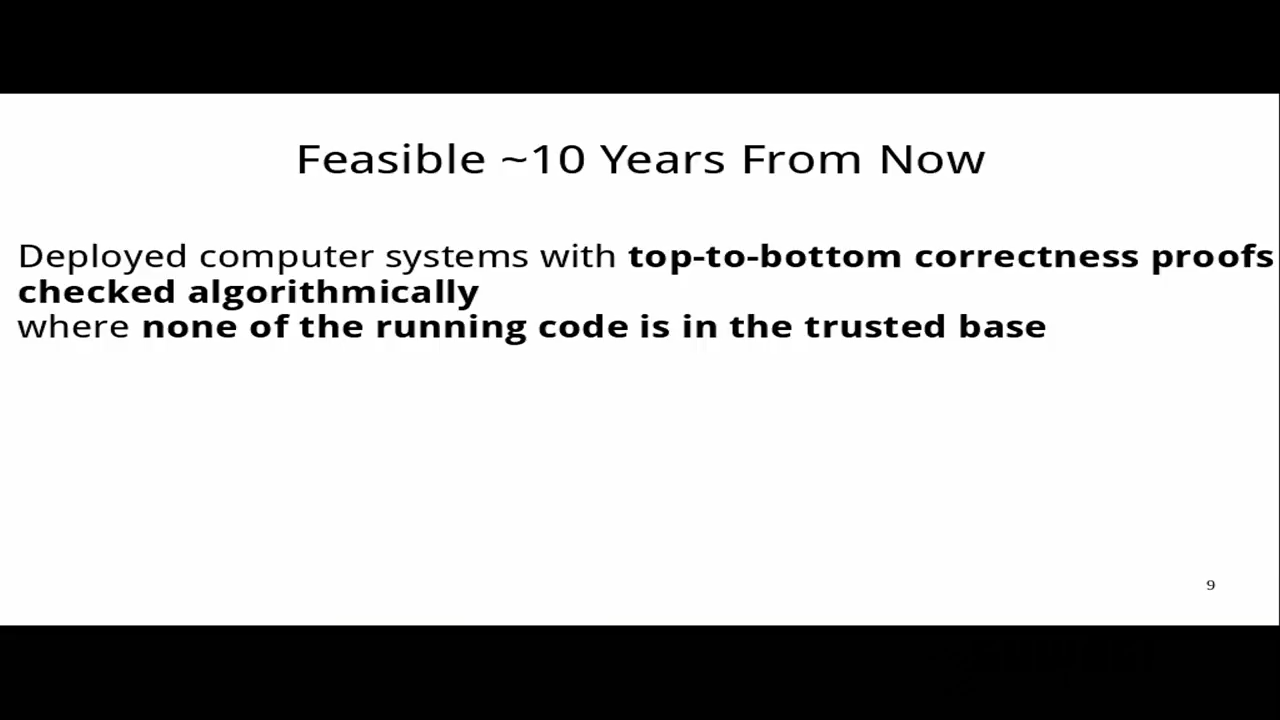 Feasible ~10 Years From Now
Deployed computer systems with top-to-bottom correctness proofs
checked algorithmically
where none of the running code is in the trusted base
9